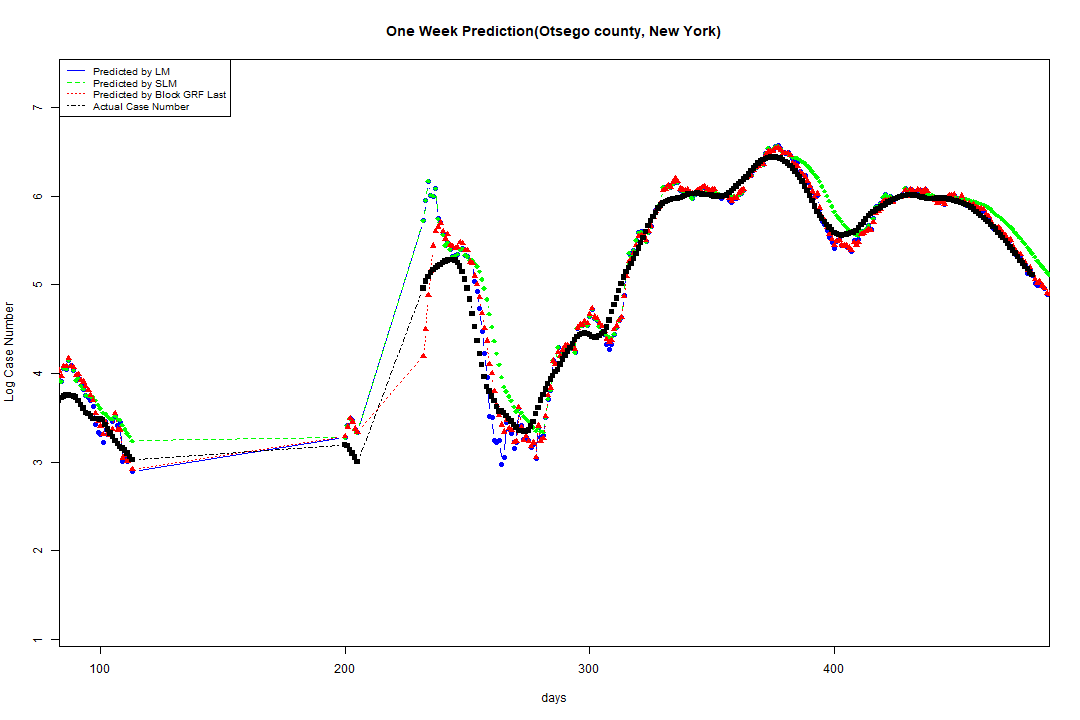 One Week Prediction(Otsego county, New York)
Predicted by LM
Predicted by SLM
Predicted by Block GRF Last
Actual Case Number
7
6
5
4
3
2
1
Log Case Number
100 200 300 400
days